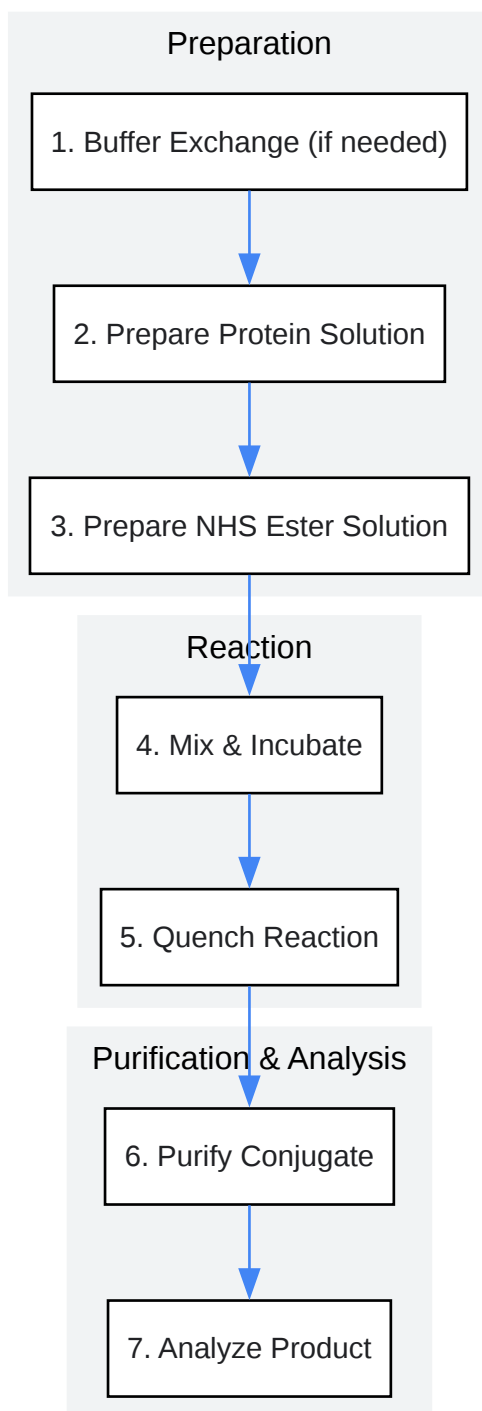 Preparation
1. Buffer Exchange (if needed)
2. Prepare Protein Solution
3. Prepare NHS Ester Solution
Reaction
4. Mix & Incubate
5. Quench Reaction
Purification & Analysis
6. Purify Conjugate
7. Analyze Product